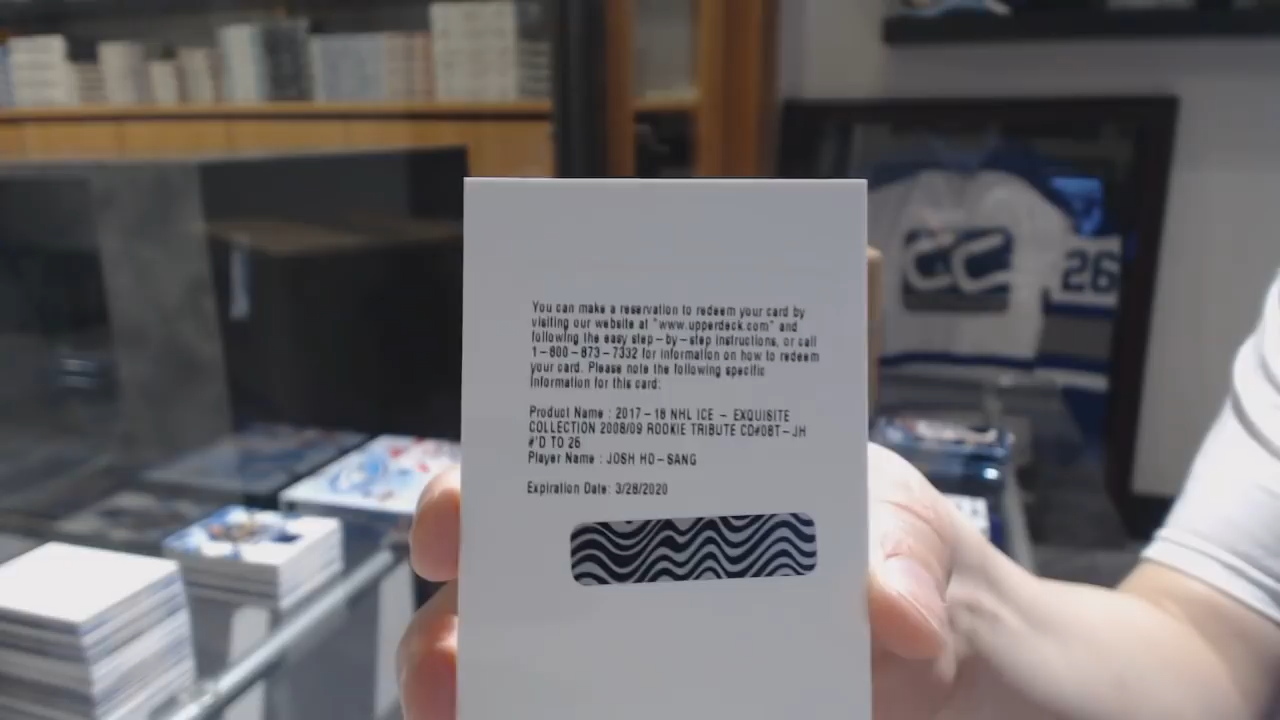 You can make a reservation to redeem your card by
visiting our website at "www.upperdeck.com" and
following the easy step-by-step instructions, or call
1-800-873-7332 for information on how to redeem
your card. Please note the following specific
information for this card:
Product Name : 2017-18 NHL ICE - EXQUISITE
COLLECTION 2008/09 ROOKIE TRIBUTE CD#08T-JH
#'D TO 26
Player Name : JOSH HO-SANG
Expiration Date: 3/28/2020
CC
26